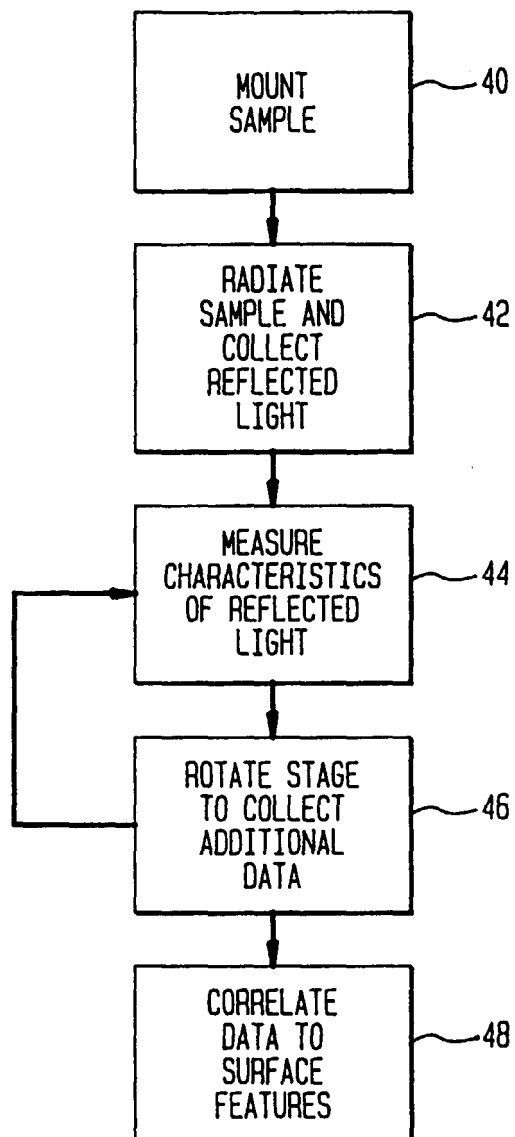 MOUNT
SAMPLE
40
RADIATE
SAMPLE AND
COLLECT
REFLECTED
LIGHT
42
MEASURE
CHARACTERISTICS
OF REFLECTED
LIGHT
44
ROTATE STAGE
TO COLLECT
ADDITIONAL
DATA
46
CORRELATE
DATA TO
SURFACE
FEATURES
48